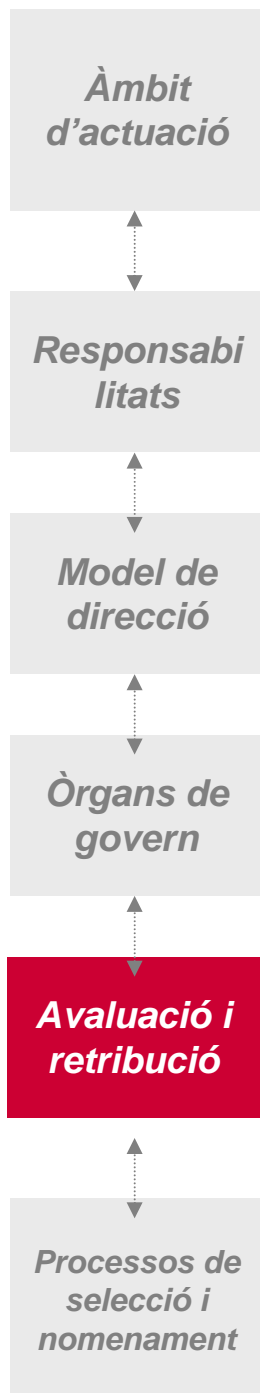 Àmbit
d’actuació
Responsabi
litats
Model de
direcció
Òrgans de
govern
Avaluació i
retribució
Processos de
selecció i
nomenament